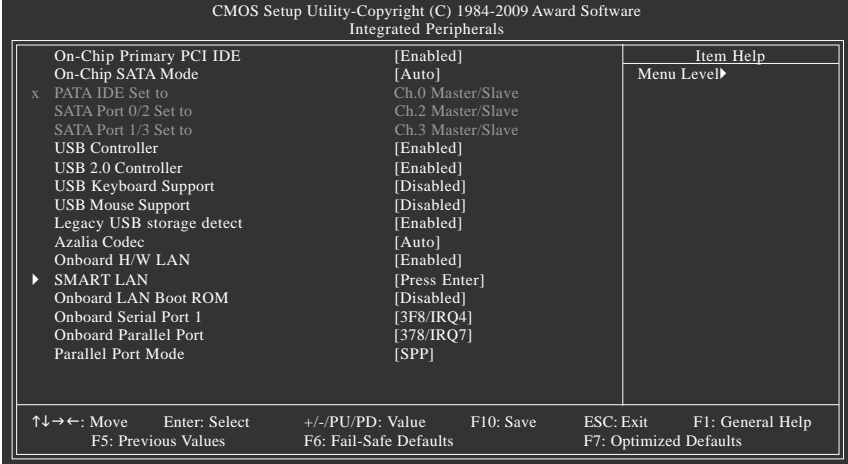 CMOS Setup Utility-Copyright (C) 1984-2009 Award Software
Integrated Peripherals
On-Chip Primary PCI IDE [Enabled]
On-Chip SATA Mode [Auto]
x PATA IDE Set to Ch.0 Master/Slave
SATA Port 0/2 Set to Ch.2 Master/Slave
SATA Port 1/3 Set to Ch.3 Master/Slave
USB Controller [Enabled]
USB 2.0 Controller [Enabled]
USB Keyboard Support [Disabled]
USB Mouse Support [Disabled]
Legacy USB storage detect [Enabled]
Azalia Codec [Auto]
Onboard H/W LAN [Enabled]
SMART LAN [Press Enter]
Onboard LAN Boot ROM [Disabled]
Onboard Serial Port 1 [3F8/IRQ4]
Onboard Parallel Port [378/IRQ7]
Parallel Port Mode [SPP]
Item Help
Menu Level▶
↑↓→←: Move Enter: Select +/-/PU/PD: Value F10: Save ESC: Exit F1: General Help
F5: Previous Values F6: Fail-Safe Defaults F7: Optimized Defaults